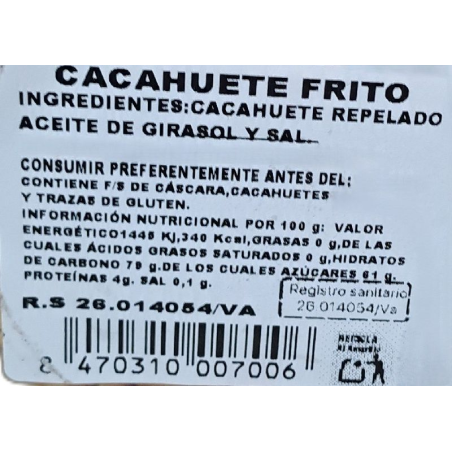 CACAHUETE FRITO
INGREDIENTES:CACAHUETE REPELADO
ACEITE DE GIRASOL Y SAL.
CONSUMIR PREFERENTEMENTE ANTES DEL:
CONTIENE F/S DE CÁSCARA,CACAHUETES
Y TRAZAS DE GLUTEN.
INFORMACIÓN NUTRICIONAL POR 100 g: VALOR
ENERGÉTICO1445 Kj,340 Kcal,GRASAS 0 g,DE LAS
CUALES ÁCIDOS GRASOS SATURADOS 0 g,HIDRATOS
DE CARBONO 79 g.DE LOS CUALES AZÚCARES 61 g.
PROTEÍNAS 4g. SAL 0,1 g.
Registro sanitario
26.014054/Va
R.S 26.014054/VA
8 470310 007006
RECICLA